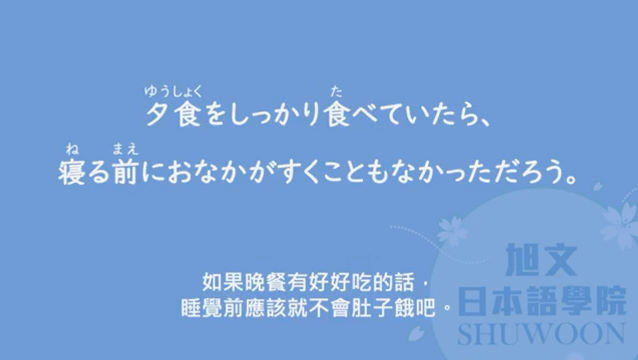 ゆうしょく た
夕食をしっかり食べていたら、
ね まえ
寝る前におなかがすくこともなかっただろう。
如果晚餐有好好吃的話，
睡覺前應該就不會肚子餓吧。
旭文
日本語學院
SHUWOON